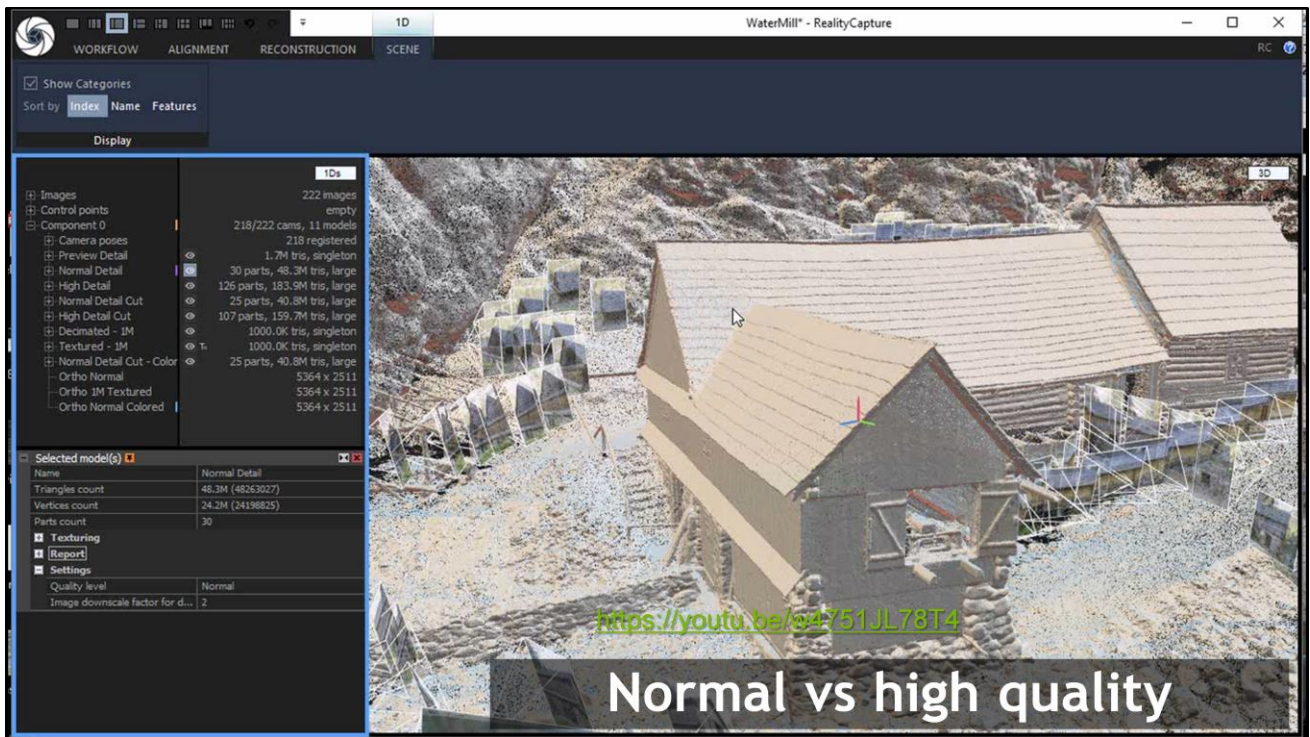 1D
WaterMill* - RealityCapture
WORKFLOW ALIGNMENT RECONSTRUCTION SCENE
RC
Show Categories
Sort by Index Name Features
Display
1Ds
3D
Images 222 images
Control points empty
Component 0 218/222 cams, 11 models
Camera poses 218 registered
Preview Detail 1.7M tris, singleton
Normal Detail 30 parts, 48.3M tris, large
High Detail 126 parts, 183.9M tris, large
Normal Detail Cut 25 parts, 40.8M tris, large
High Detail Cut 107 parts, 159.7M tris, large
Decimated - 1M 1000.0K tris, singleton
Textured - 1M 1000.0K tris, singleton
Normal Detail Cut - Color 25 parts, 40.8M tris, large
Ortho Normal 5364 x 2511
Ortho 1M Textured 5364 x 2511
Ortho Normal Colored 5364 x 2511
Selected model(s)
Name Normal Detail
Triangles count 48.3M (48263027)
Vertices count 24.2M (24198825)
Parts count 30
Texturing
Report
Settings
Quality level Normal
Image downscale factor for d... 2
https://youtu.be/w4751JL78T4
Normal vs high quality